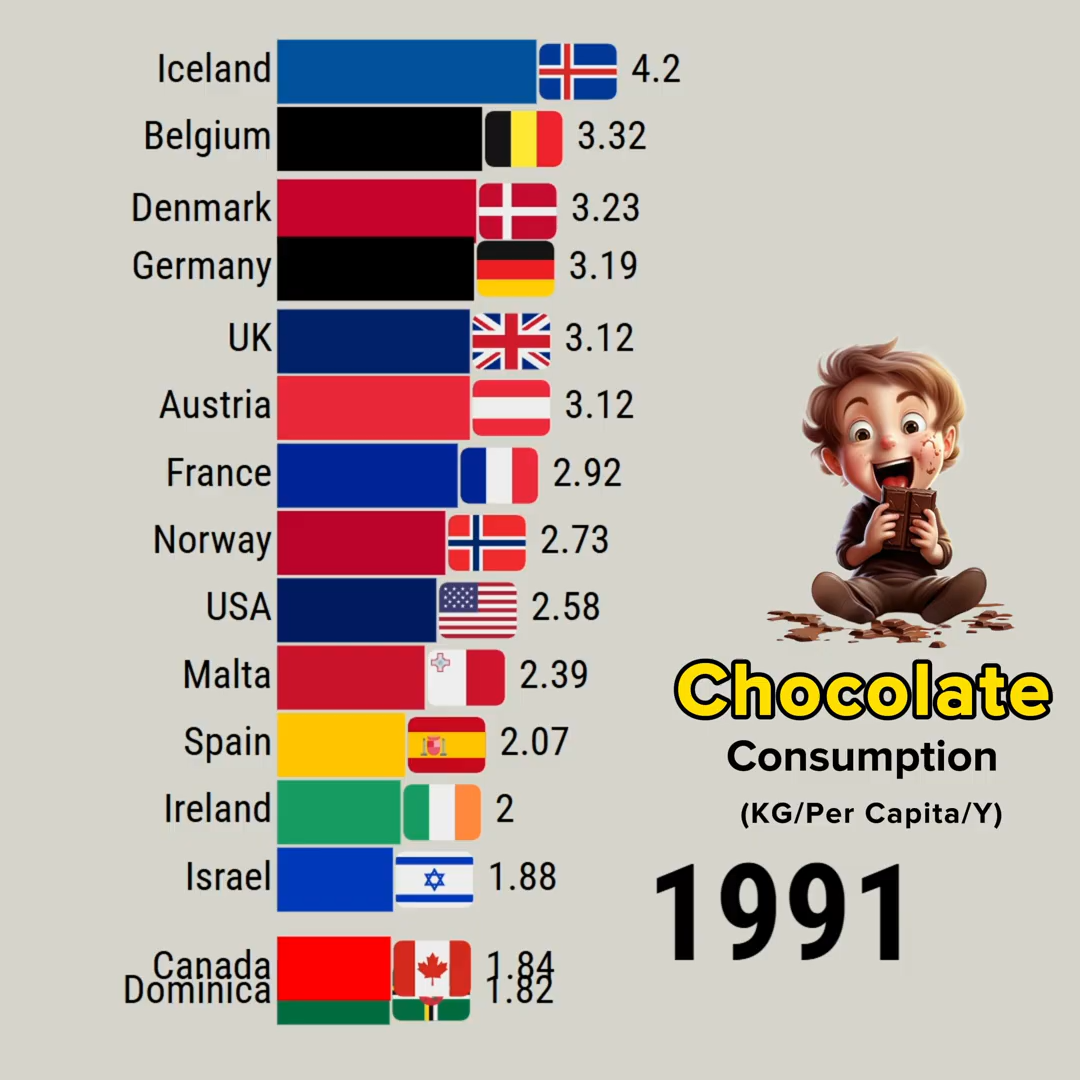 Iceland 4.2
Belgium 3.32
Denmark 3.23
Germany 3.19
UK 3.12
Austria 3.12
France 2.92
Norway 2.73
USA 2.58
Malta 2.39
Spain 2.07
Ireland 2
Israel 1.88
Canada 1.84
Dominica 1.82
Chocolate
Consumption
(KG/Per Capita/Y)
1991